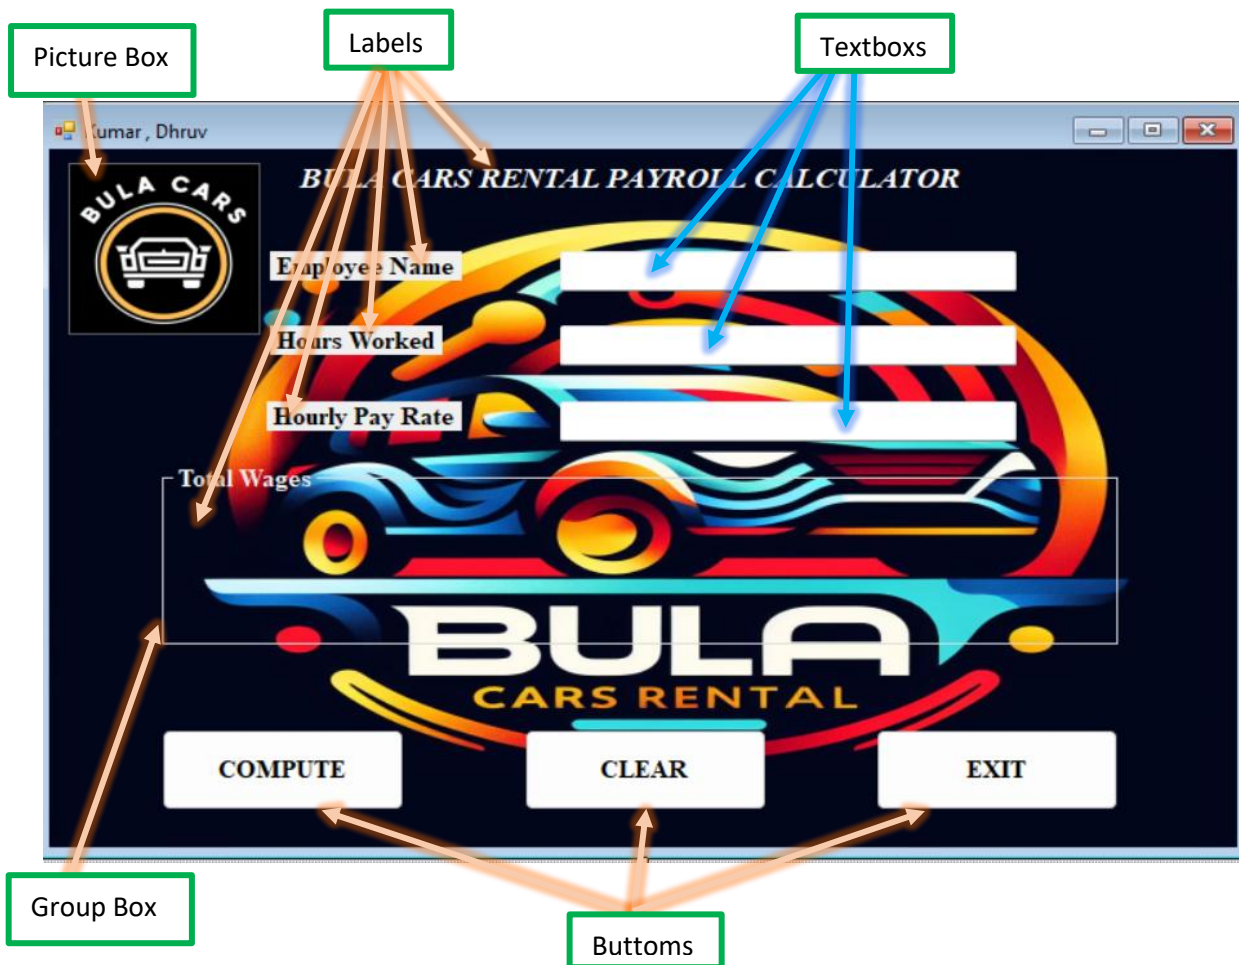 Picture Box
Labels
Textboxs
Kumar , Dhruv
BULA CARS
BULA CARS RENTAL PAYROLL CALCULATOR
Employee Name
Hours Worked
Hourly Pay Rate
Total Wages
BULA
CARS RENTAL
COMPUTE
CLEAR
EXIT
Group Box
Buttoms